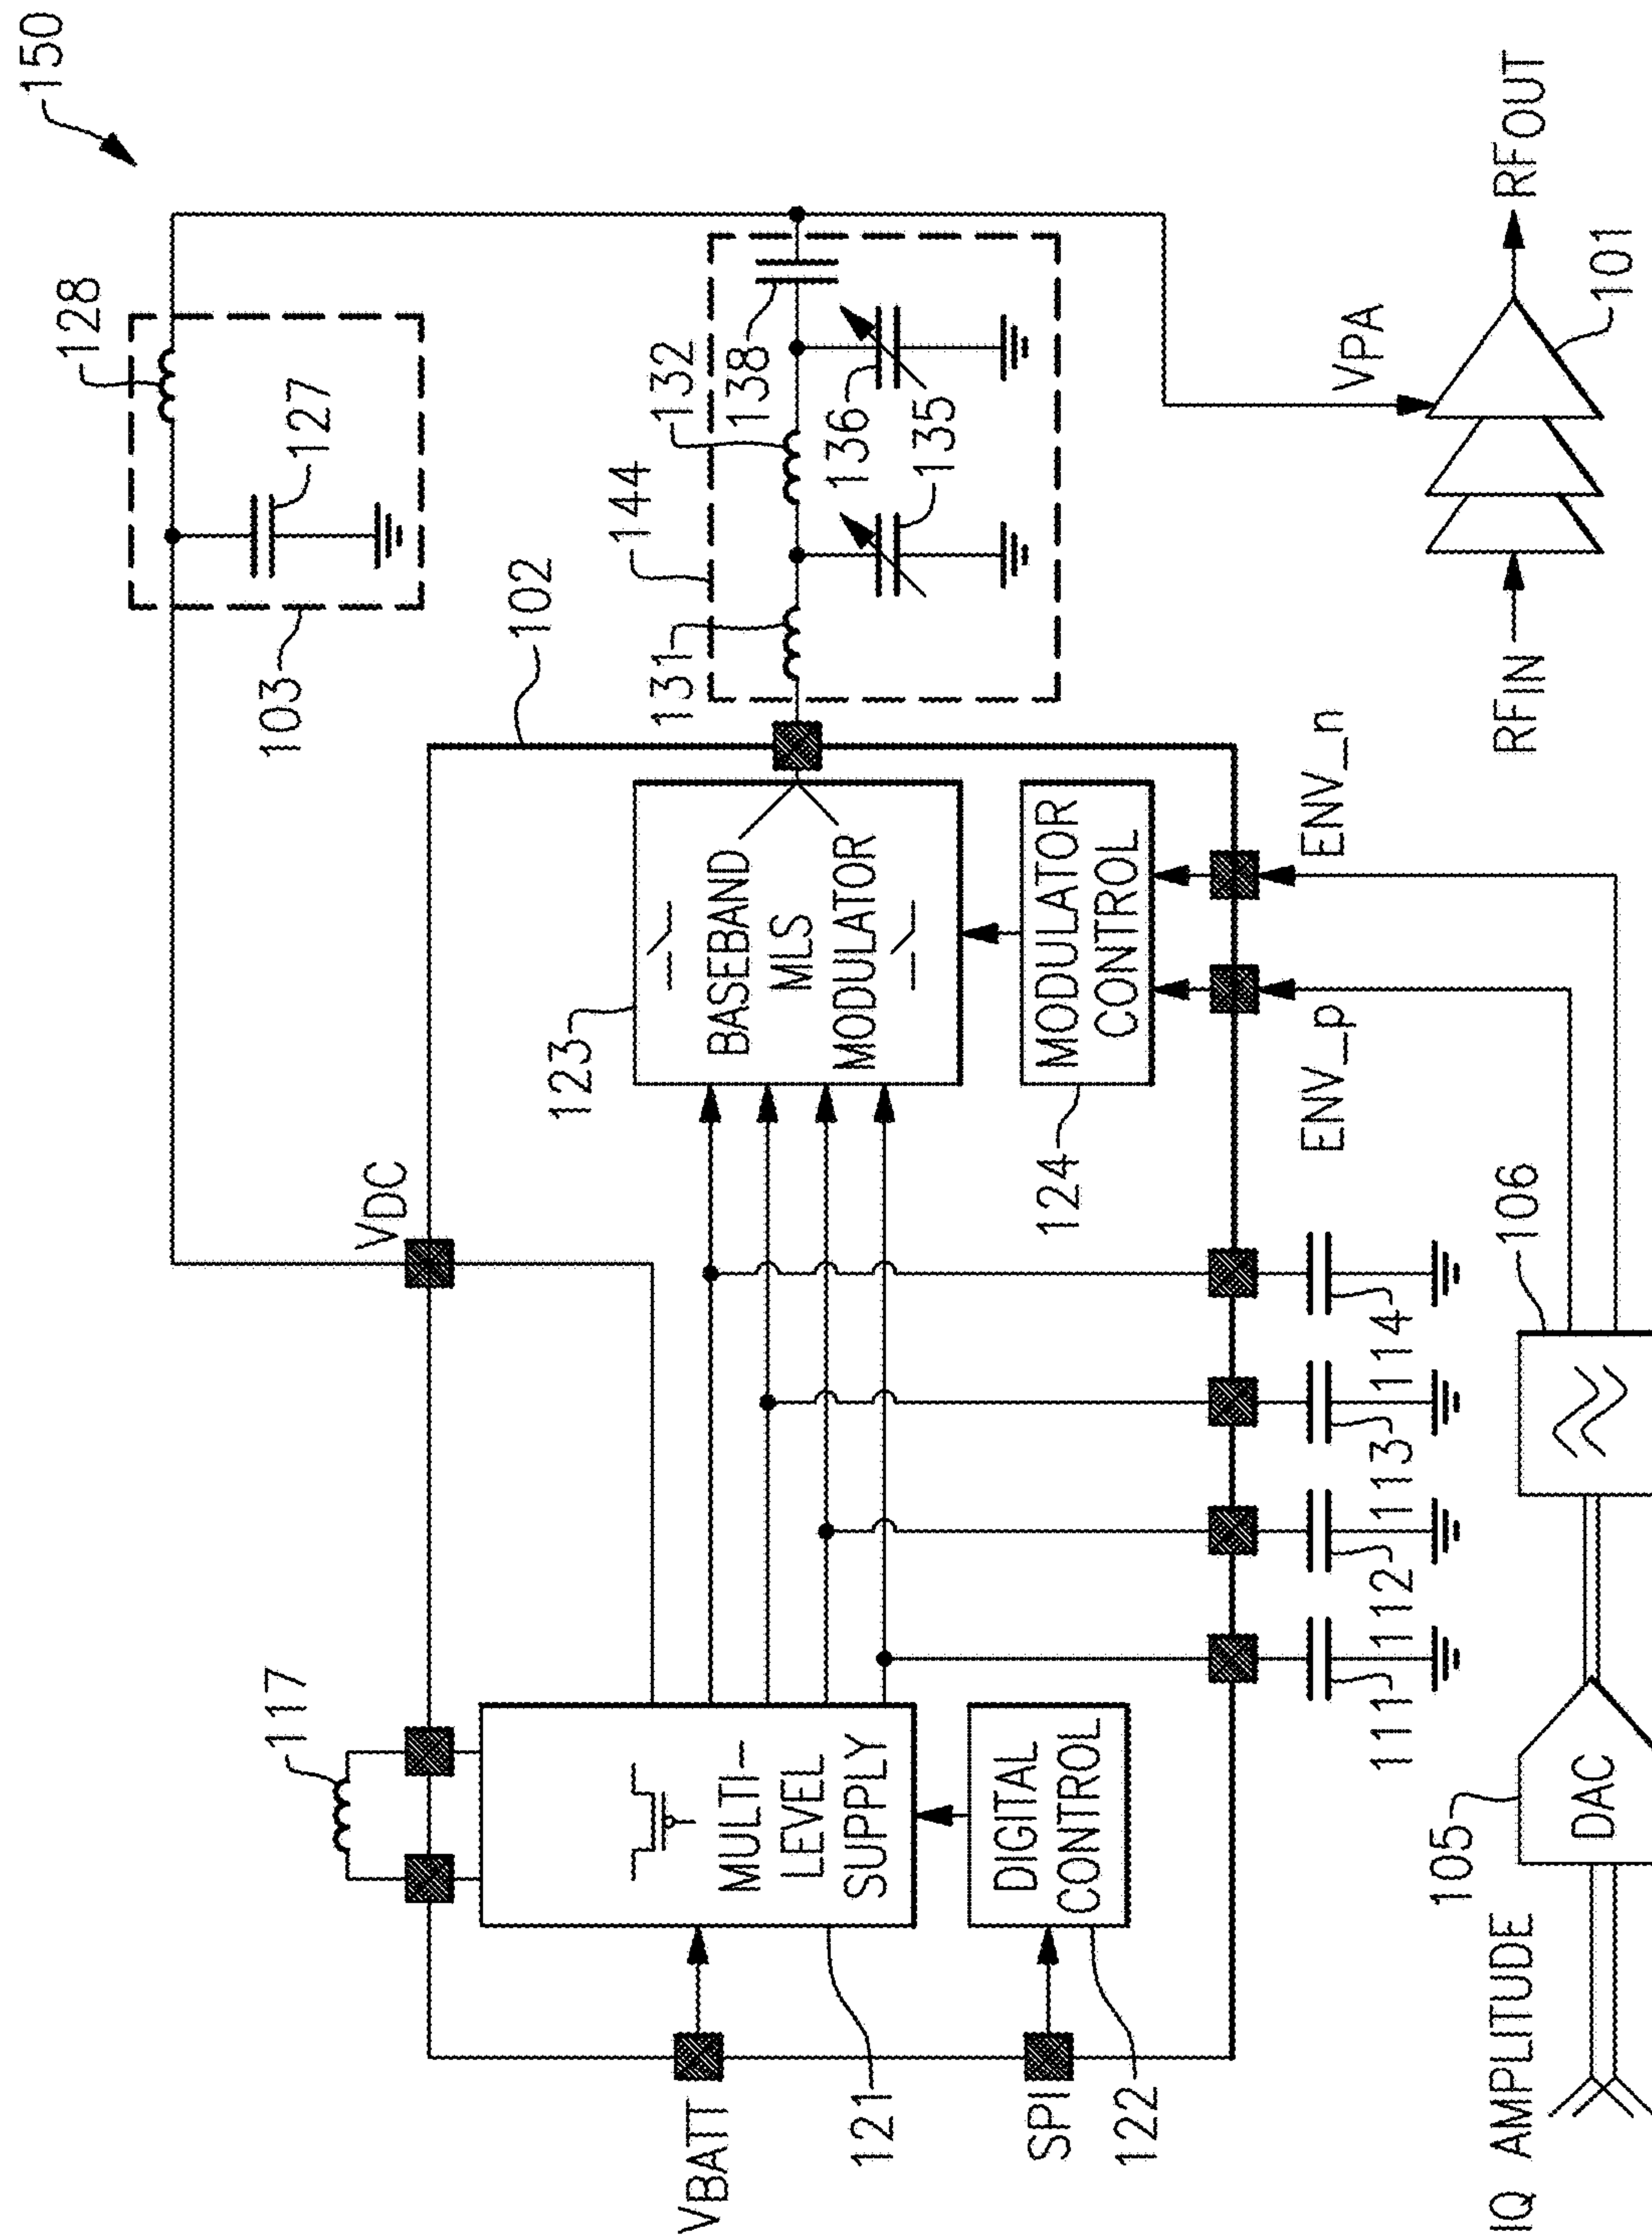 150
128
127
103
VDC
117
102
144
131
132
138
136
135
MULTI-
LEVEL
SUPPLY
BASEBAND
MLS
MODULATOR
123
VBATT
121
DIGITAL
CONTROL
SPI
122
MODULATOR
CONTROL
124
111
112
113
114
ENV_p
ENV_n
VPA
RFIN
RFOUT
101
IQ AMPLITUDE
105
DAC
106